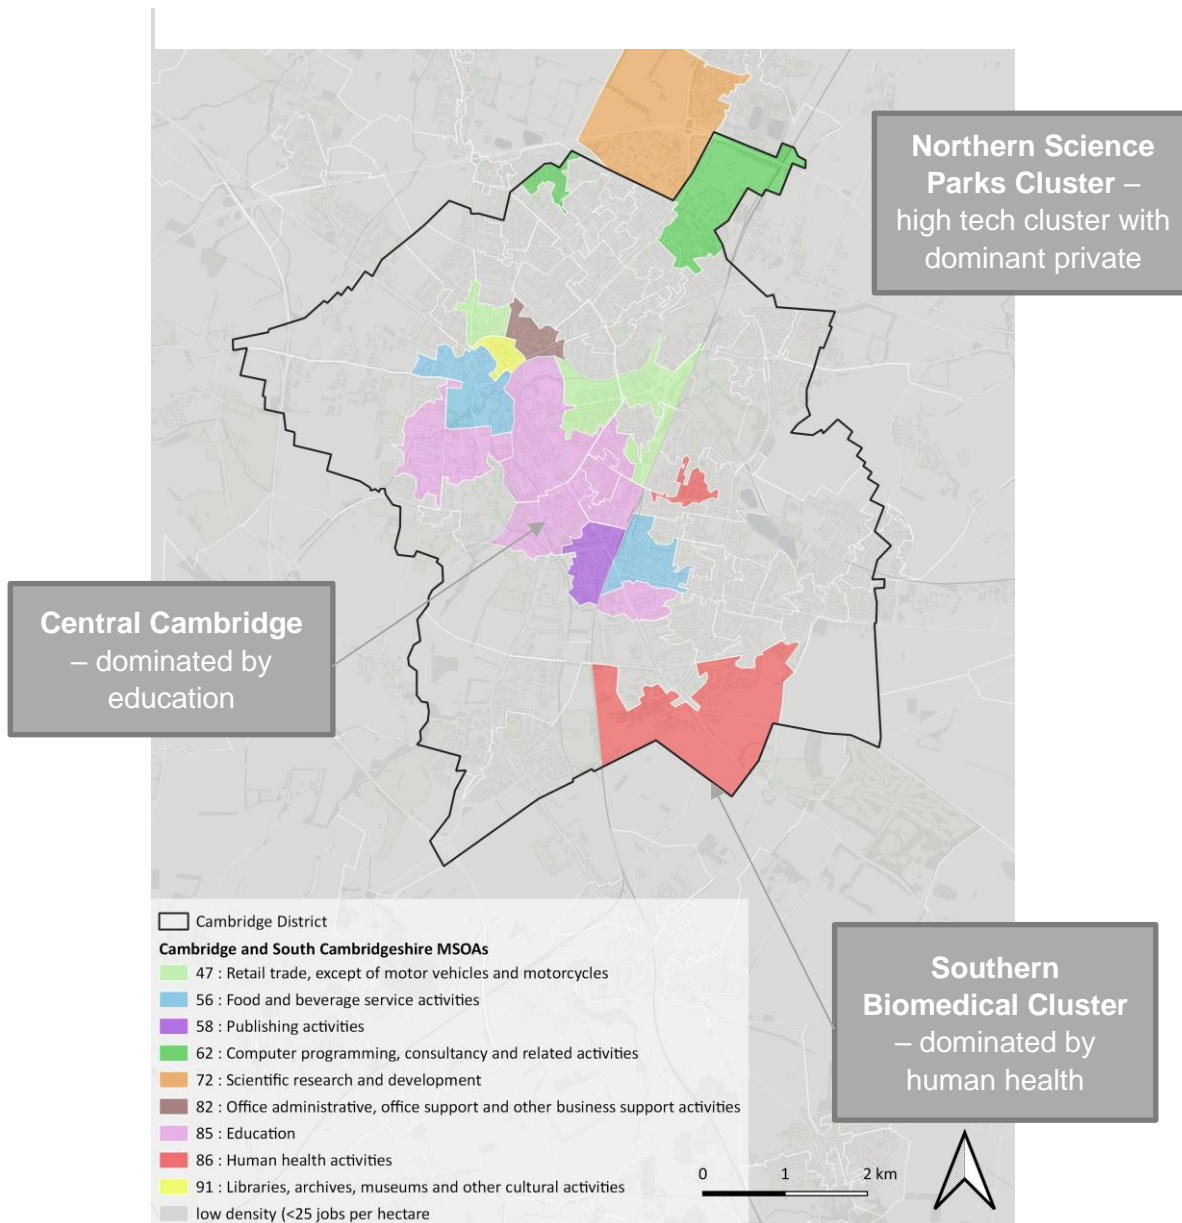 Northern Science
Parks Cluster –
high tech cluster with
dominant private
Central Cambridge
– dominated by
education
Southern
Biomedical Cluster
– dominated by
human health
Cambridge District
Cambridge and South Cambridgeshire MSOAs
47 : Retail trade, except of motor vehicles and motorcycles
56 : Food and beverage service activities
58 : Publishing activities
62 : Computer programming, consultancy and related activities
72 : Scientific research and development
82 : Office administrative, office support and other business support activities
85 : Education
86 : Human health activities
91 : Libraries, archives, museums and other cultural activities
low density (<25 jobs per hectare
0 1 2 km